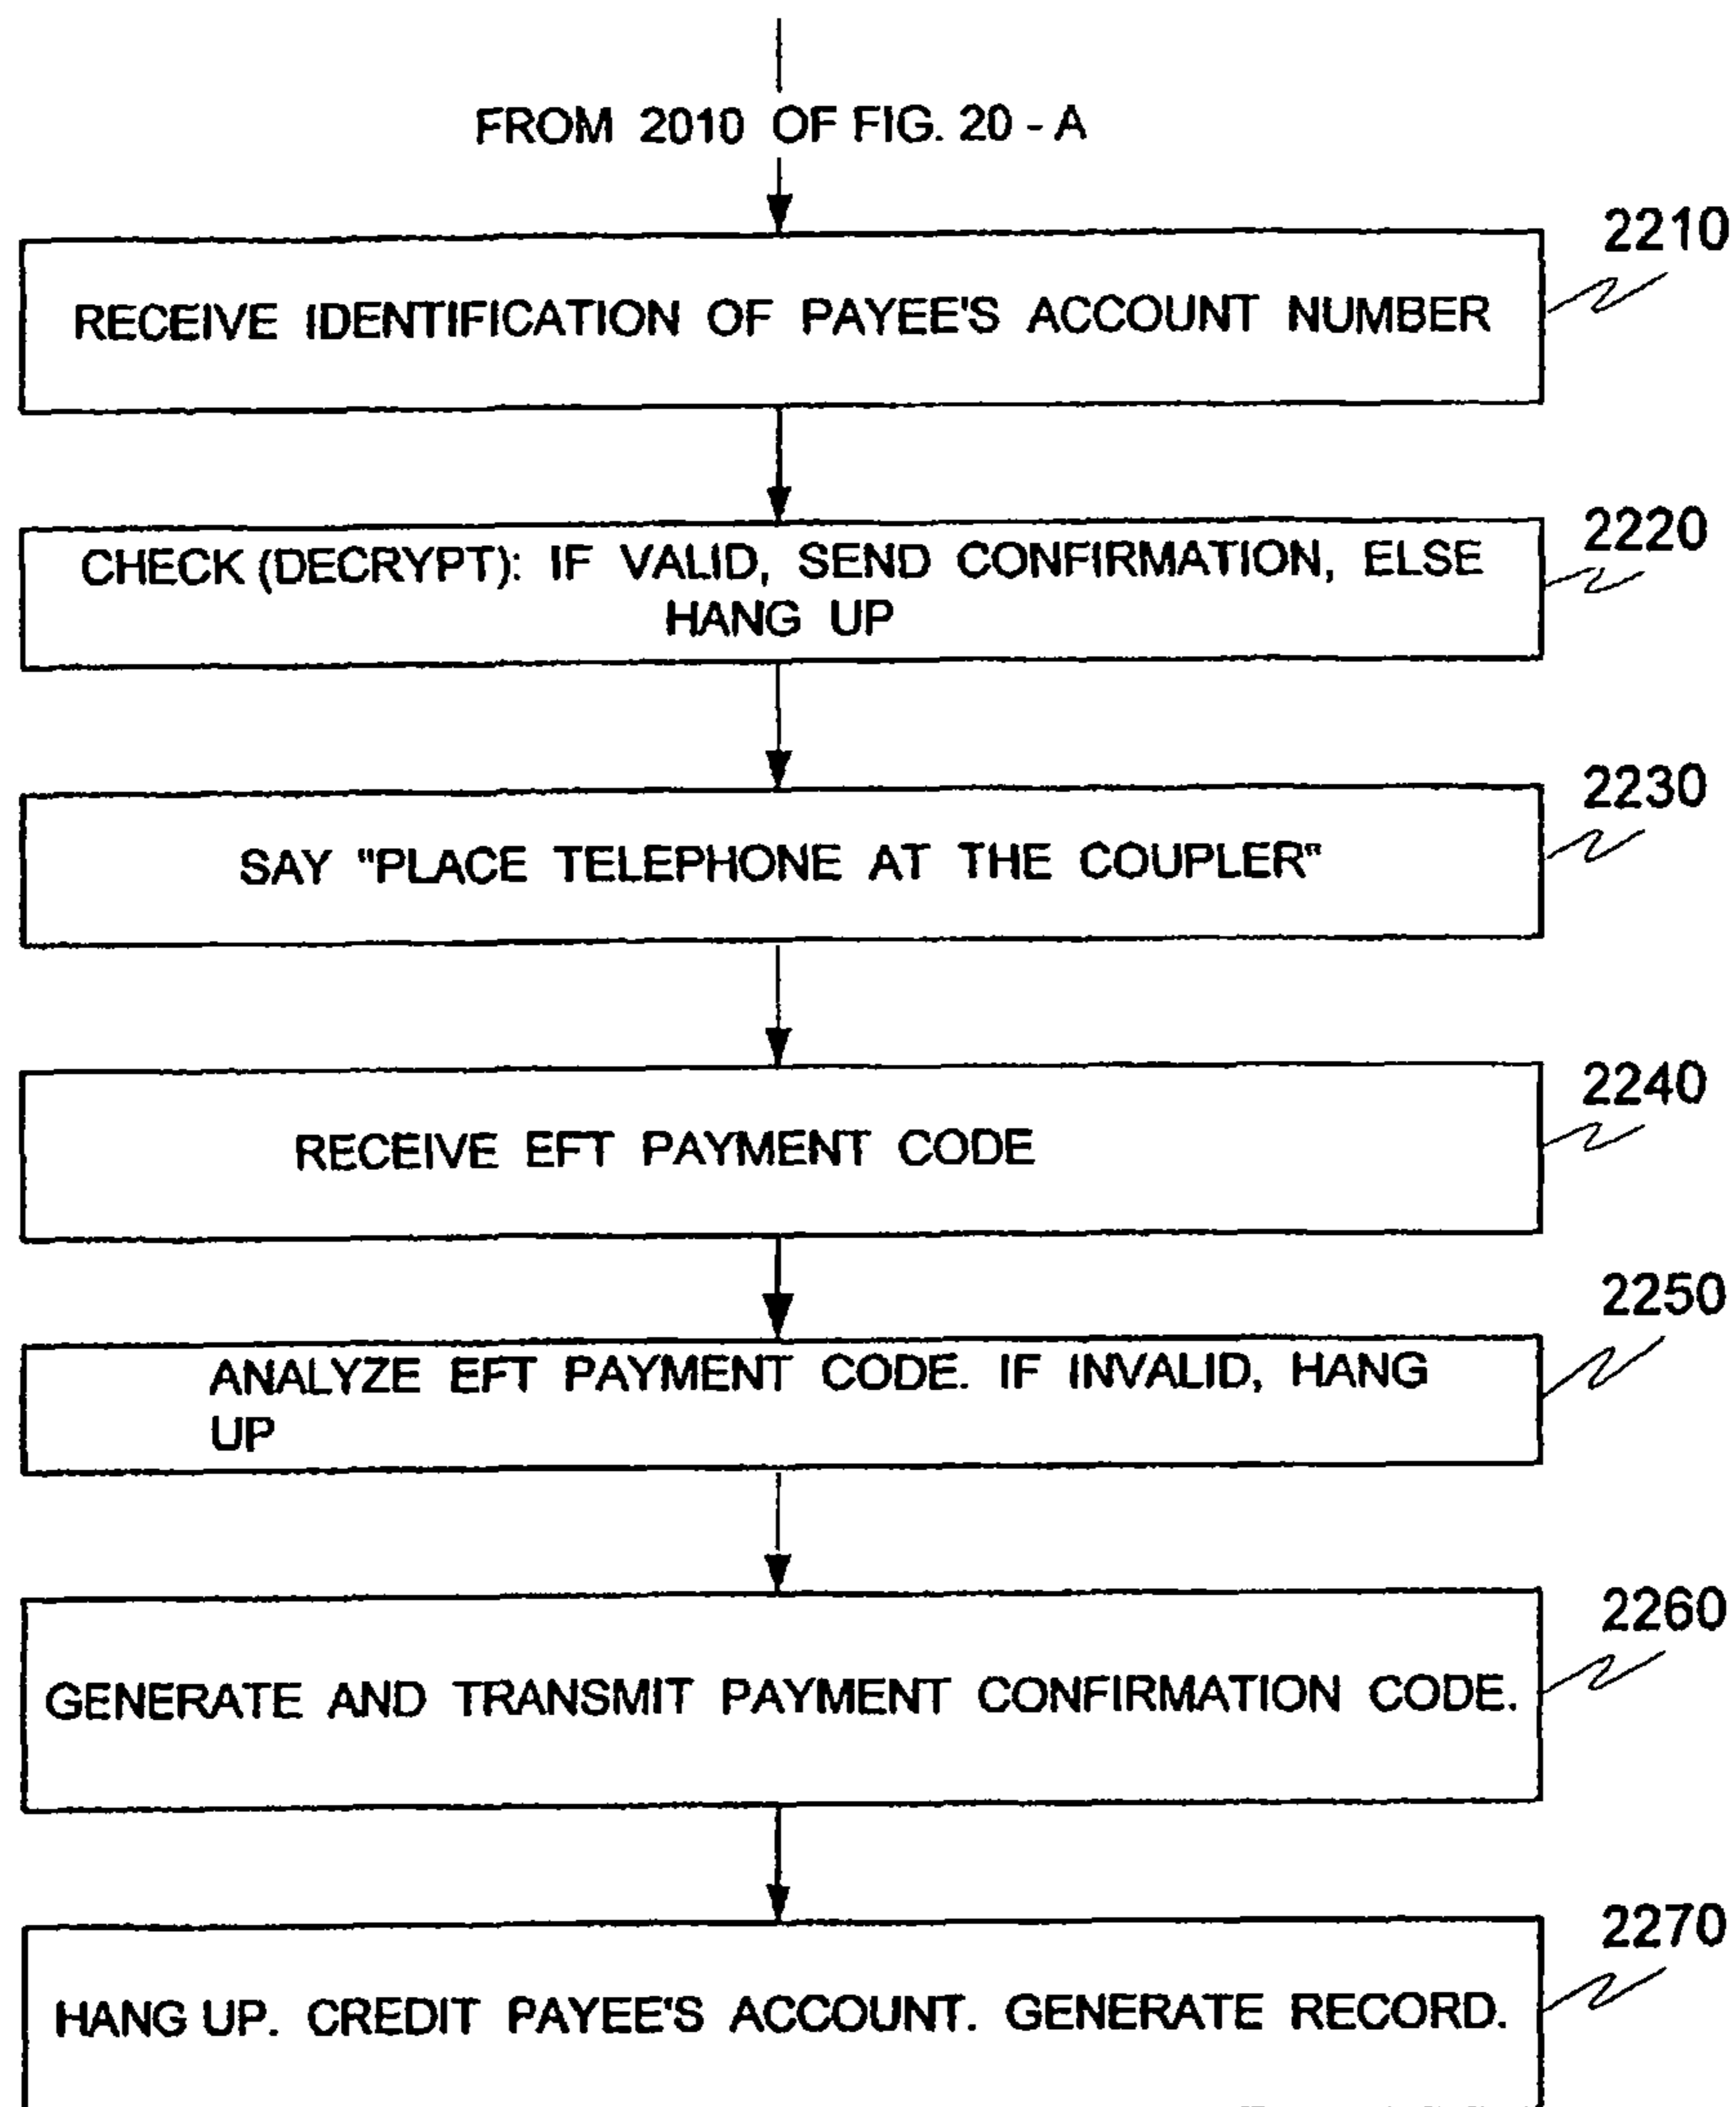 FROM 2010 OF FIG. 20 - A
2210
RECEIVE IDENTIFICATION OF PAYEE'S ACCOUNT NUMBER
2220
CHECK (DECRYPT): IF VALID, SEND CONFIRMATION, ELSE
HANG UP
2230
SAY "PLACE TELEPHONE AT THE COUPLER"
2240
RECEIVE EFT PAYMENT CODE
2250
ANALYZE EFT PAYMENT CODE. IF INVALID, HANG
UP
2260
GENERATE AND TRANSMIT PAYMENT CONFIRMATION CODE.
2270
HANG UP. CREDIT PAYEE'S ACCOUNT. GENERATE RECORD.